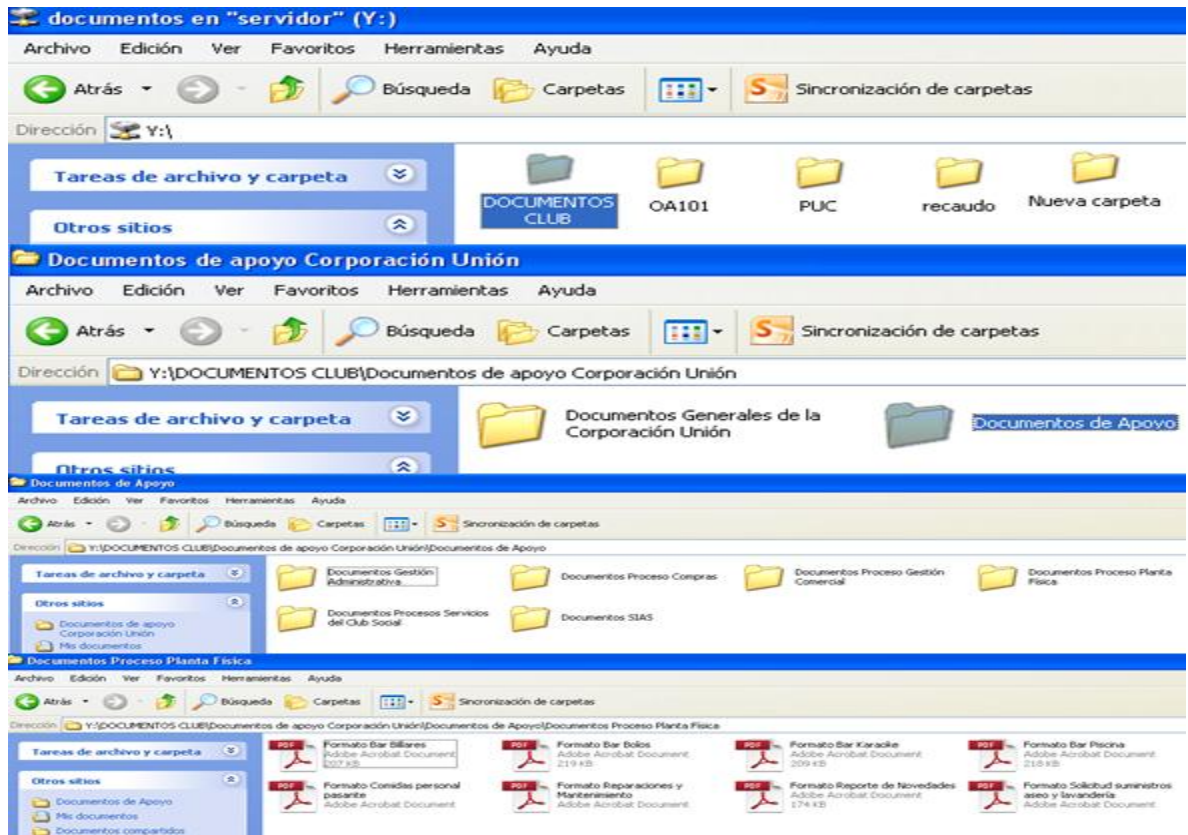 documentos en "servidor" (Y:)
Archivo Edición Ver Favoritos Herramientas Ayuda
Atrás Búsqueda Carpetas Sincronización de carpetas
Dirección Y:\
Tareas de archivo y carpeta
Otros sitios
DOCUMENTOS CLUB
OA101
PUC
recaudo
Nueva carpeta
Documentos de apoyo Corporación Unión
Archivo Edición Ver Favoritos Herramientas Ayuda
Atrás Búsqueda Carpetas Sincronización de carpetas
Dirección Y:\DOCUMENTOS CLUB\Documentos de apoyo Corporación Unión
Tareas de archivo y carpeta
Otros sitios
Documentos Generales de la
Corporación Unión
Documentos de Apoyo
Documentos de Apoyo
Archivo Edición Ver Favoritos Herramientas Ayuda
Atrás Búsqueda Carpetas Sincronización de carpetas
Dirección Y:\DOCUMENTOS CLUB\Documentos de apoyo Corporación Unión\Documentos de Apoyo
Tareas de archivo y carpeta
Otros sitios
Documentos de apoyo
Corporación Unión
Mis documentos
Documentos Gestión
Administrativa
Documentos Proceso Compras
Documentos Proceso Gestión
Comercial
Documentos Proceso Planta
Física
Documentos Procesos Servicios
del Club Social
Documentos SIAS
Documentos Proceso Planta Física
Archivo Edición Ver Favoritos Herramientas Ayuda
Atrás Búsqueda Carpetas Sincronización de carpetas
Dirección Y:\DOCUMENTOS CLUB\Documentos de apoyo Corporación Unión\Documentos de Apoyo\Documentos Proceso Planta Física
Tareas de archivo y carpeta
Otros sitios
Documentos de Apoyo
Mis documentos
Documentos compartidos
PDF Formato Bar Billares
Adobe Acrobat Document
207 KB
PDF Formato Bar Bolos
Adobe Acrobat Document
219 KB
PDF Formato Bar Karaoke
Adobe Acrobat Document
209 KB
PDF Formato Bar Piscina
Adobe Acrobat Document
218 KB
PDF Formato Comidas personal
pasante
Adobe Acrobat Document
PDF Formato Reparaciones y
Mantenimiento
Adobe Acrobat Document
PDF Formato Reporte de Novedades
Adobe Acrobat Document
174 KB
PDF Formato Solicitud suministros
aseo y lavandería
Adobe Acrobat Document